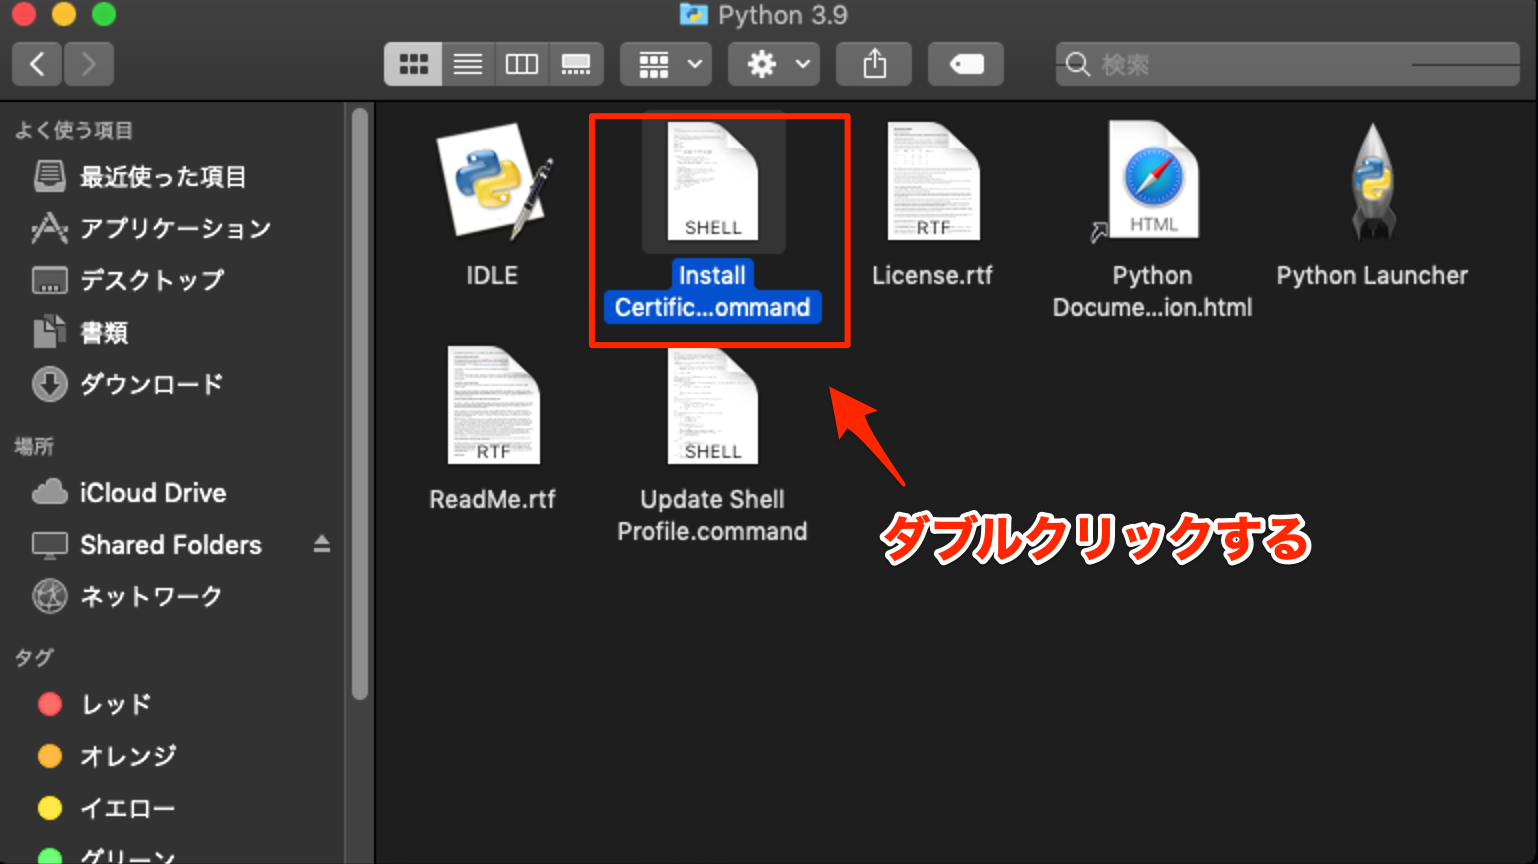 Python 3.9
検索
よく使う項目
最近使った項目
アプリケーション
デスクトップ
書類
ダウンロード
場所
iCloud Drive
Shared Folders
ネットワーク
タグ
レッド
オレンジ
イエロー
グリーン
IDLE
SHELL
Install
Certific...ommand
RTF
License.rtf
HTML
Python
Docume...ion.html
Python Launcher
RTF
ReadMe.rtf
SHELL
Update Shell
Profile.command
ダブルクリックする